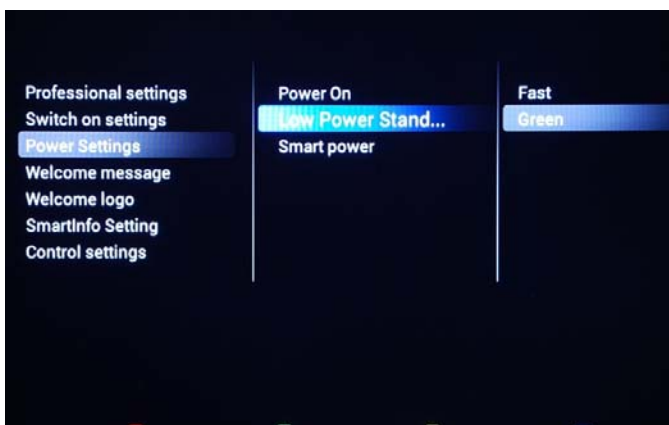 Professional settings
Switch on settings
Power Settings
Welcome message
Welcome logo
SmartInfo Setting
Control settings
Power On
Low Power Stand...
Smart power
Fast
Green